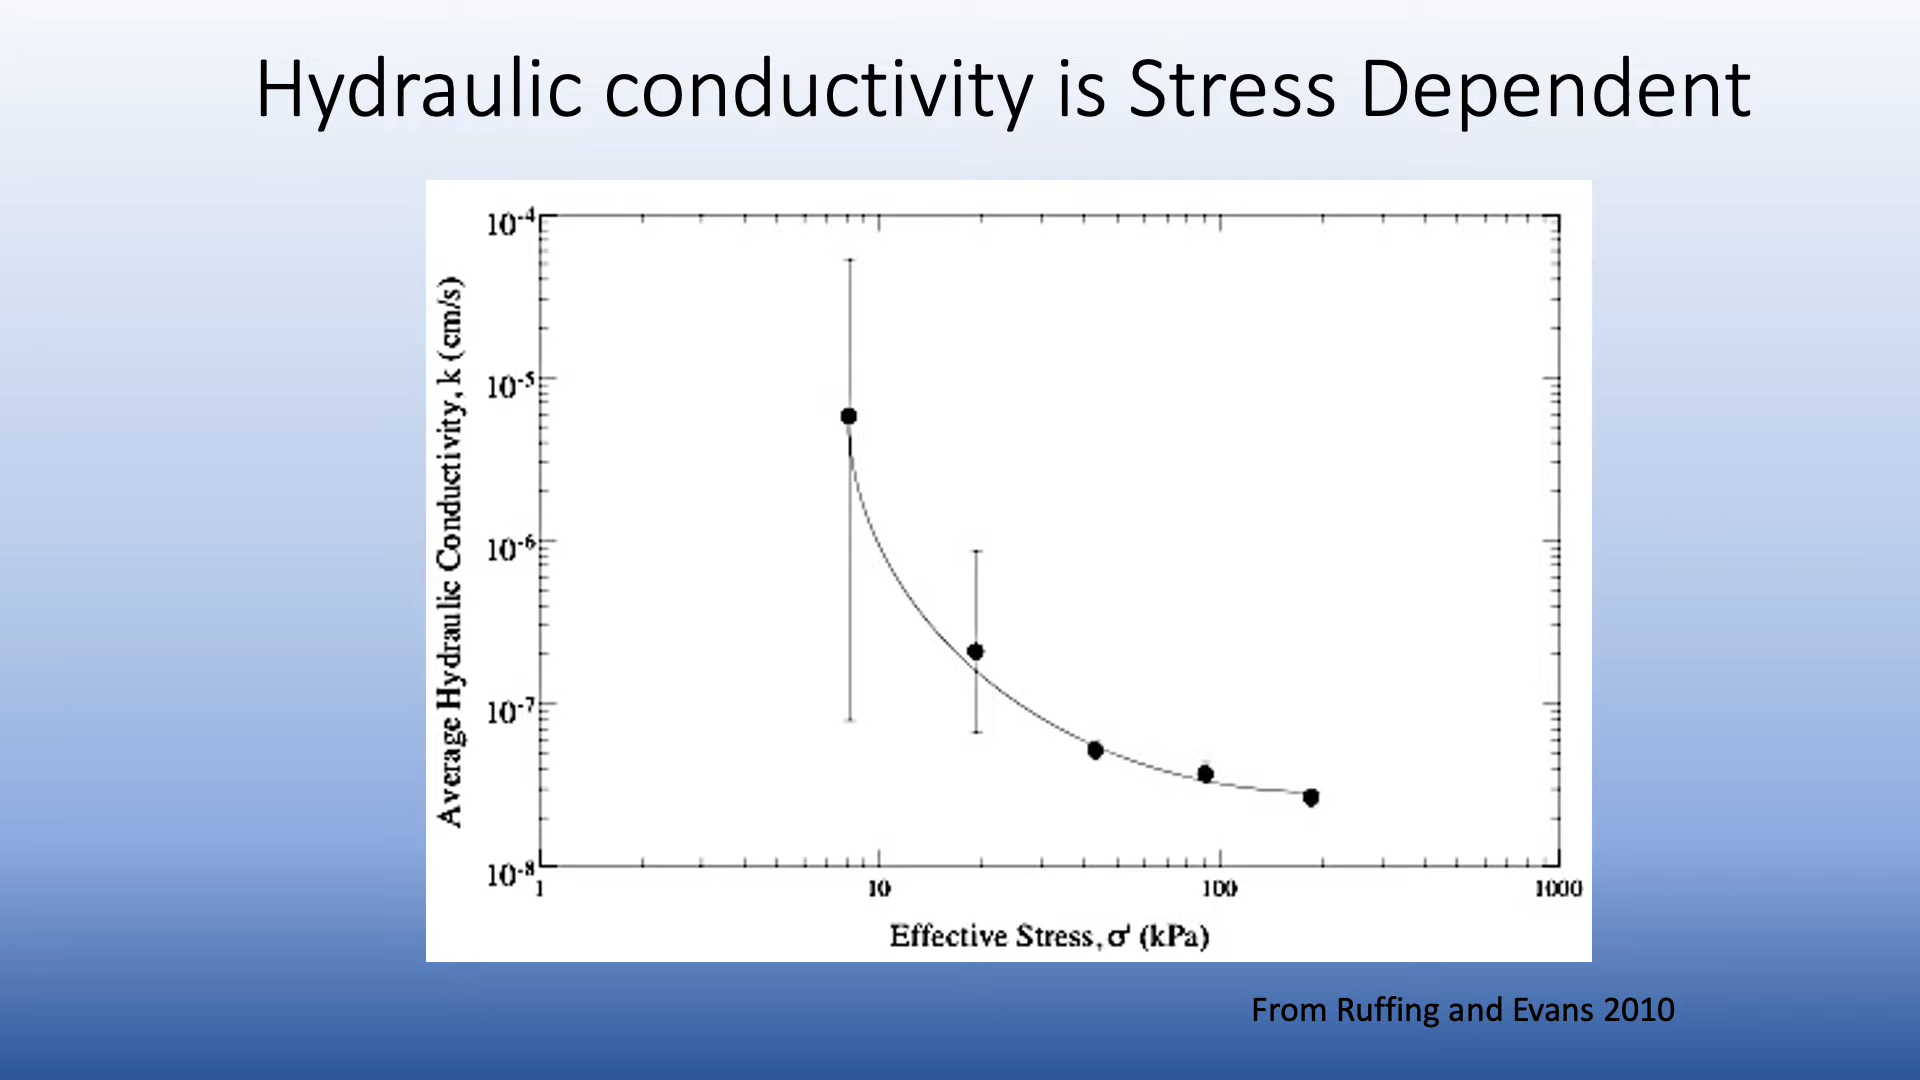 Hydraulic conductivity is Stress Dependent
Average Hydraulic Conductivity, k (cm/s)
10-4
10-5
10-6
10-7
10-8
1
10
100
1000
Effective Stress, σ' (kPa)
From Ruffing and Evans 2010